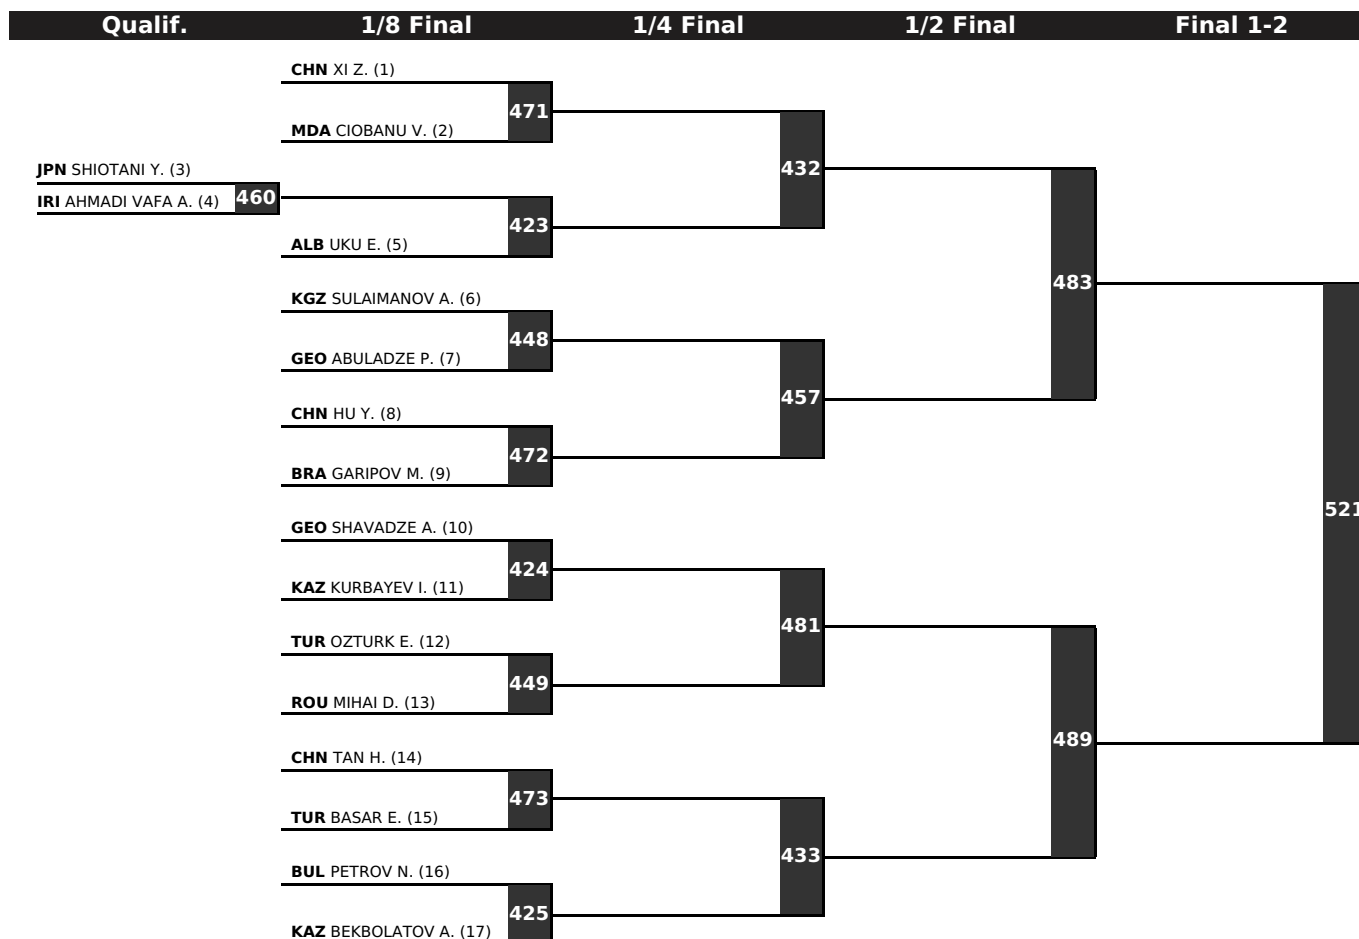 Qualif. 1/8 Final 1/4 Final 1/2 Final Final 1-2
CHN XI Z. (1)
471
MDA CIOBANU V. (2)
432
JPN SHIOTANI Y. (3)
IRI AHMADI VAFA A. (4) 460
423
ALB UKU E. (5)
483
KGZ SULAIMANOV A. (6)
448
GEO ABULADZE P. (7)
457
CHN HU Y. (8)
472
BRA GARIPOV M. (9)
521
GEO SHAVADZE A. (10)
424
KAZ KURBAYEV I. (11)
481
TUR OZTURK E. (12)
449
ROU MIHAI D. (13)
489
CHN TAN H. (14)
473
TUR BASAR E. (15)
433
BUL PETROV N. (16)
425
KAZ BEKBOLATOV A. (17)